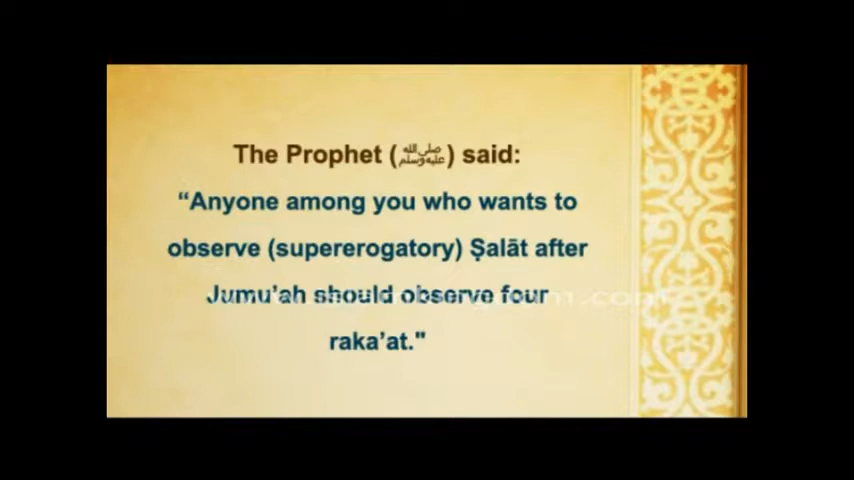 The Prophet (ﷺ) said:
“Anyone among you who wants to
observe (supererogatory) Ṣalāt after
Jumu’ah should observe four
raka’at."